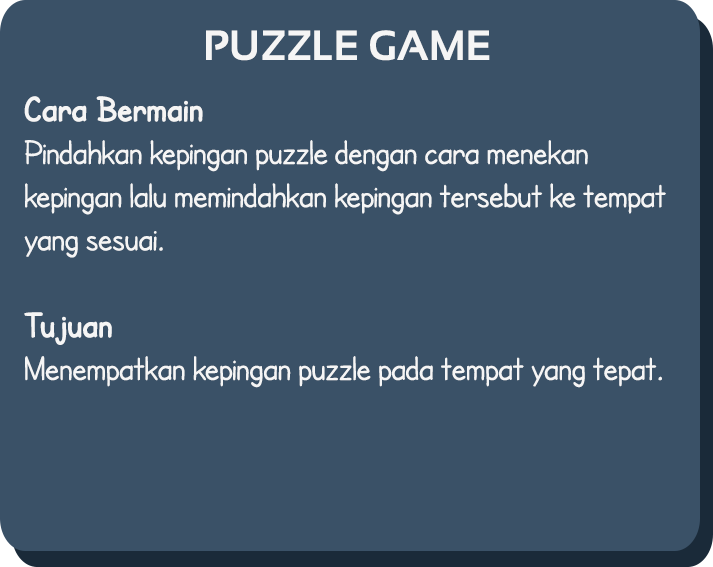 PUZZLE GAME
Cara Bermain
Pindahkan kepingan puzzle dengan cara menekan
kepingan lalu memindahkan kepingan tersebut ke tempat
yang sesuai.
Tujuan
Menempatkan kepingan puzzle pada tempat yang tepat.